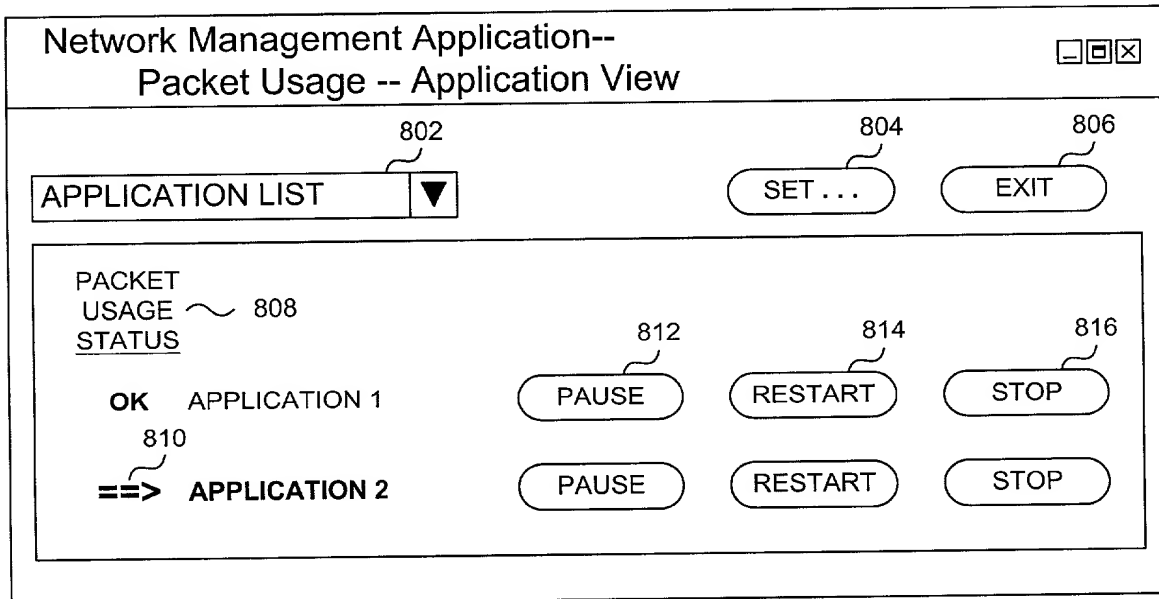 Network Management Application--
Packet Usage -- Application View
802
804
806
APPLICATION LIST
SET . . .
EXIT
PACKET
USAGE
808
STATUS
812
814
816
OK APPLICATION 1
PAUSE
RESTART
STOP
810
==> APPLICATION 2
PAUSE
RESTART
STOP